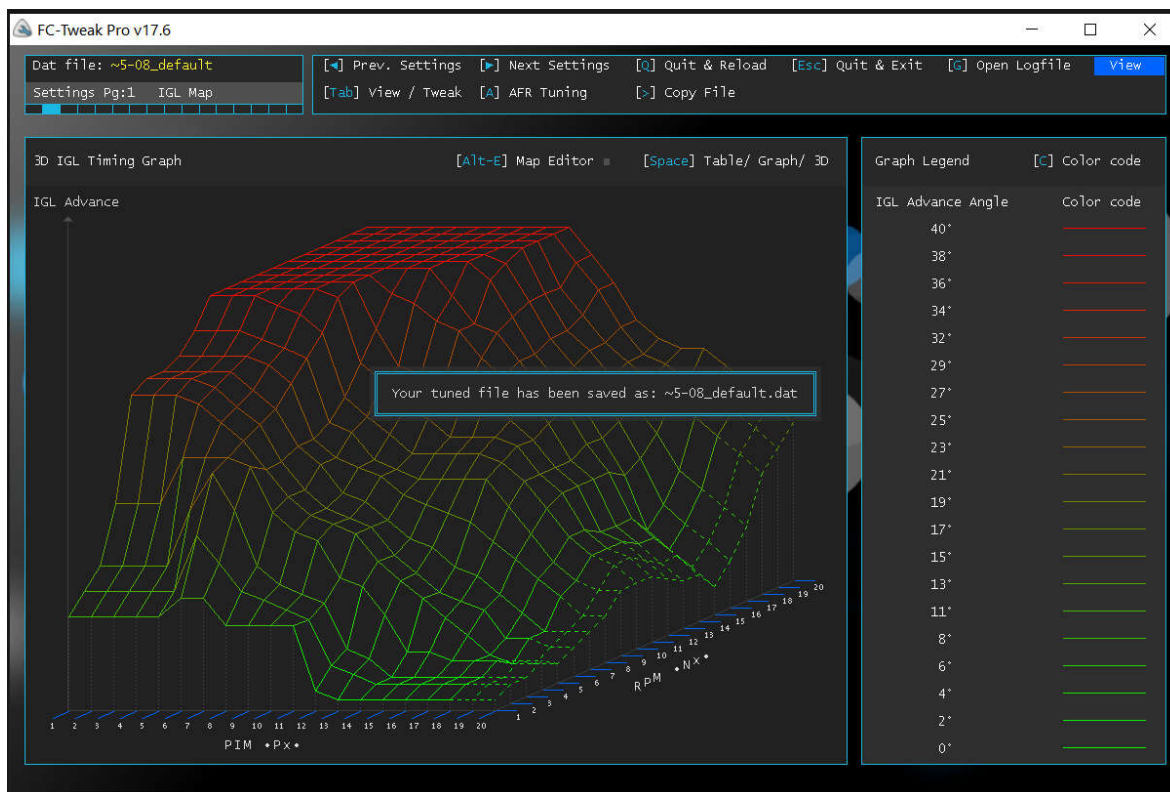 FC-Tweak Pro v17.6
Dat file: ~5-08_default
Settings Pg:1 IGL Map
[◄] Prev. Settings [►] Next Settings [Q] Quit & Reload [Esc] Quit & Exit [G] Open Logfile View
[Tab] View / Tweak [A] AFR Tuning [>] Copy File
3D IGL Timing Graph [Alt-E] Map Editor [Space] Table/ Graph/ 3D
IGL Advance
Your tuned file has been saved as: ~5-08_default.dat
1 2 3 4 5 6 7 8 9 10 11 12 13 14 15 16 17 18 19 20
PIM •Px•
1 2 3 4 5 6 7 8 9 10 11 12 13 14 15 16 17 18 19 20
RPM •Nx•
Graph Legend [C] Color code
IGL Advance Angle Color code
40°
38°
36°
34°
32°
29°
27°
25°
23°
21°
19°
17°
15°
13°
11°
8°
6°
4°
2°
0°